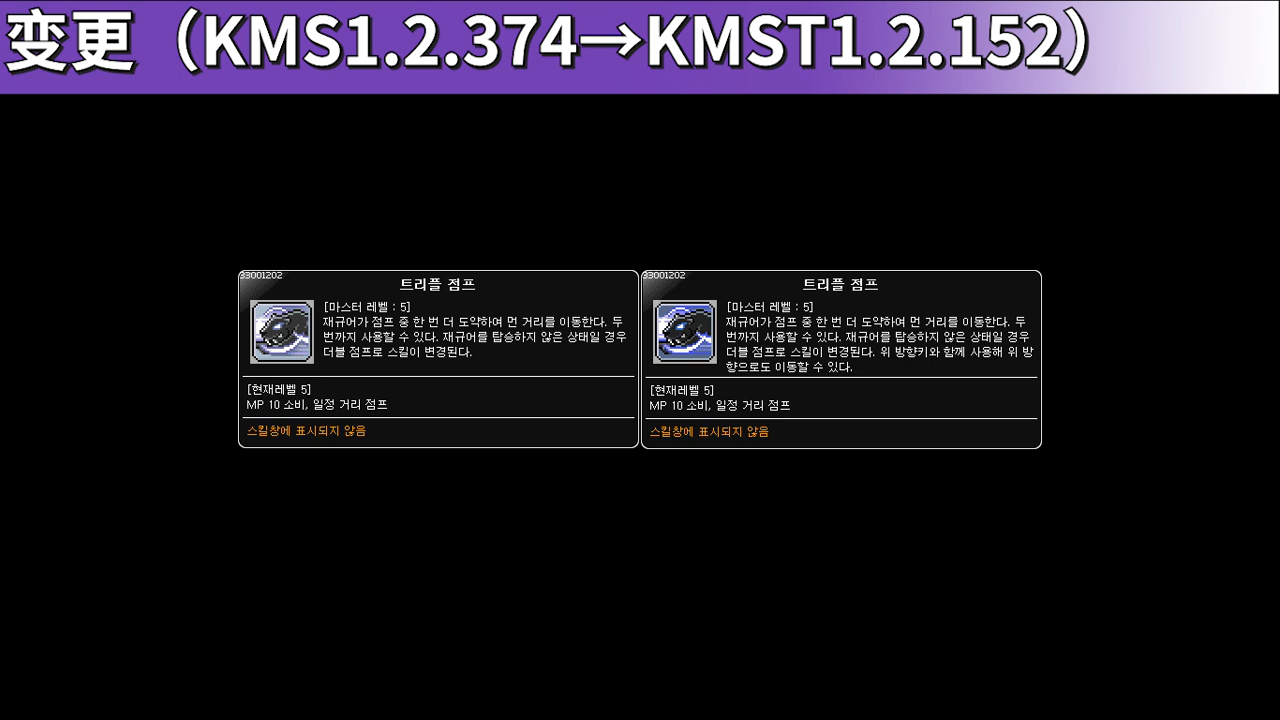 变更（KMS1.2.374→KMST1.2.152）
33001202
트리플 점프
[마스터 레벨 : 5]
재규어가 점프 중 한 번 더 도약하여 먼 거리를 이동한다. 두
번까지 사용할 수 있다. 재규어를 탑승하지 않은 상태일 경우
더블 점프로 스킬이 변경된다.
[현재레벨 5]
MP 10 소비, 일정 거리 점프
스킬창에 표시되지 않음
33001202
트리플 점프
[마스터 레벨 : 5]
재규어가 점프 중 한 번 더 도약하여 먼 거리를 이동한다. 두
번까지 사용할 수 있다. 재규어를 탑승하지 않은 상태일 경우
더블 점프로 스킬이 변경된다. 위 방향키와 함께 사용해 위 방
향으로도 이동할 수 있다.
[현재레벨 5]
MP 10 소비, 일정 거리 점프
스킬창에 표시되지 않음